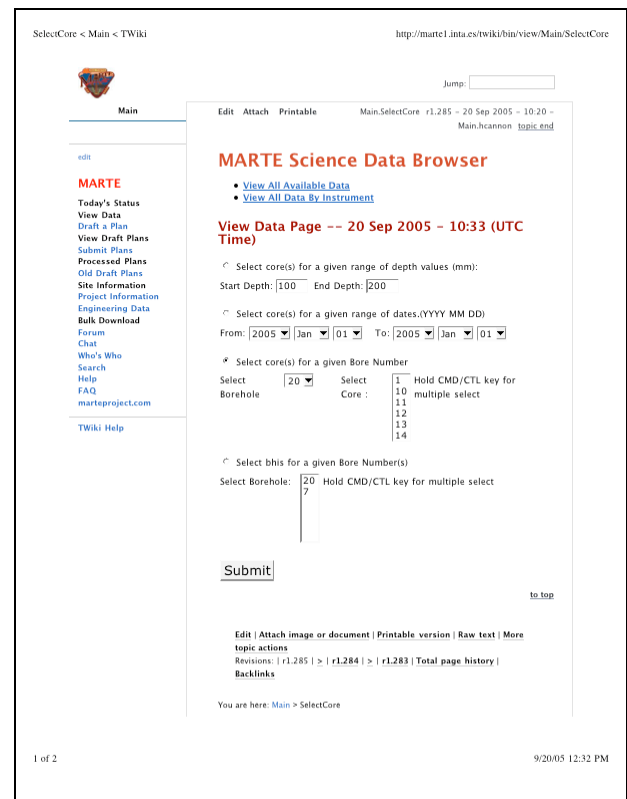 SelectCore < Main < TWiki
http://marte1.inta.es/twiki/bin/view/Main/SelectCore
Jump:
Main
Edit Attach Printable
Main.SelectCore r1.285 - 20 Sep 2005 - 10:20 -
Main.hcannon topic end
edit
MARTE
Today's Status
View Data
Draft a Plan
View Draft Plans
Submit Plans
Processed Plans
Old Draft Plans
Site Information
Project Information
Engineering Data
Bulk Download
Forum
Chat
Who's Who
Search
Help
FAQ
marteproject.com
TWiki Help
MARTE Science Data Browser
• View All Available Data
• View All Data By Instrument
View Data Page -- 20 Sep 2005 - 10:33 (UTC
Time)
Select core(s) for a given range of depth values (mm):
Start Depth: 100 End Depth: 200
Select core(s) for a given range of dates.(YYYY MM DD)
From: 2005 Jan 01 To: 2005 Jan 01
Select core(s) for a given Bore Number
Select Borehole 20 Select Core : Hold CMD/CTL key for multiple select
1
10
11
12
13
14
Select bhis for a given Bore Number(s)
Select Borehole: 20 Hold CMD/CTL key for multiple select
7
Submit
to top
Edit | Attach image or document | Printable version | Raw text | More
topic actions
Revisions: | r1.285 | > | r1.284 | > | r1.283 | Total page history |
Backlinks
You are here: Main > SelectCore
1 of 2
9/20/05 12:32 PM